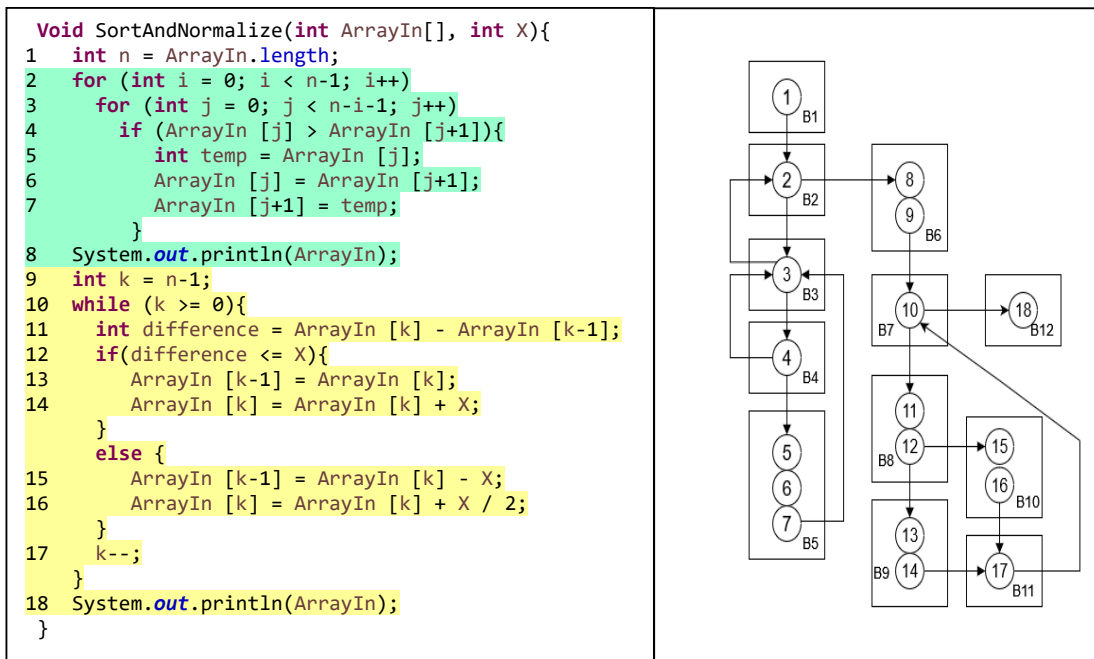 Void SortAndNormalize(int ArrayIn[], int X){
1 int n = ArrayIn.length;
2 for (int i = 0; i < n-1; i++)
3 for (int j = 0; j < n-i-1; j++)
4 if (ArrayIn [j] > ArrayIn [j+1]){
5 int temp = ArrayIn [j];
6 ArrayIn [j] = ArrayIn [j+1];
7 ArrayIn [j+1] = temp;
}
8 System.out.println(ArrayIn);
9 int k = n-1;
10 while (k >= 0){
11 int difference = ArrayIn [k] - ArrayIn [k-1];
12 if(difference <= X){
13 ArrayIn [k-1] = ArrayIn [k];
14 ArrayIn [k] = ArrayIn [k] + X;
}
else {
15 ArrayIn [k-1] = ArrayIn [k] - X;
16 ArrayIn [k] = ArrayIn [k] + X / 2;
}
17 k--;
}
18 System.out.println(ArrayIn);
}
1
B1
2
B2
3
B3
4
B4
5
6
7
B5
8
9
B6
10
B7
18
B12
11
12
B8
15
16
B10
13
14
B9
17
B11